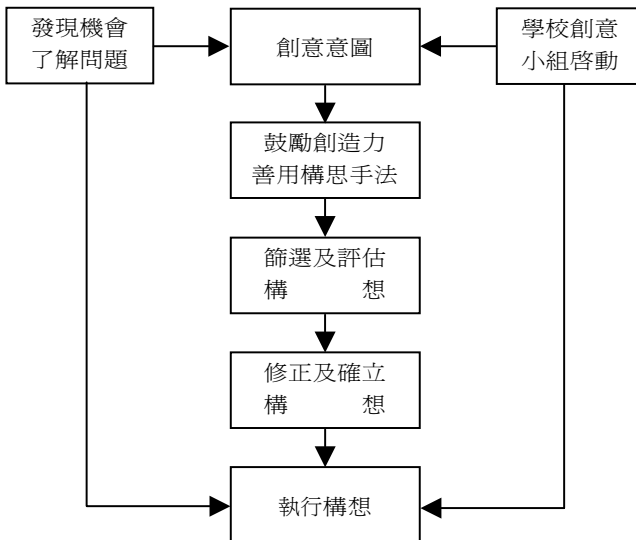 發現機會
了解問題
創意意圖
學校創意
小組啓動
鼓勵創造力
善用構思手法
篩選及評估
構 想
修正及確立
構 想
執行構想